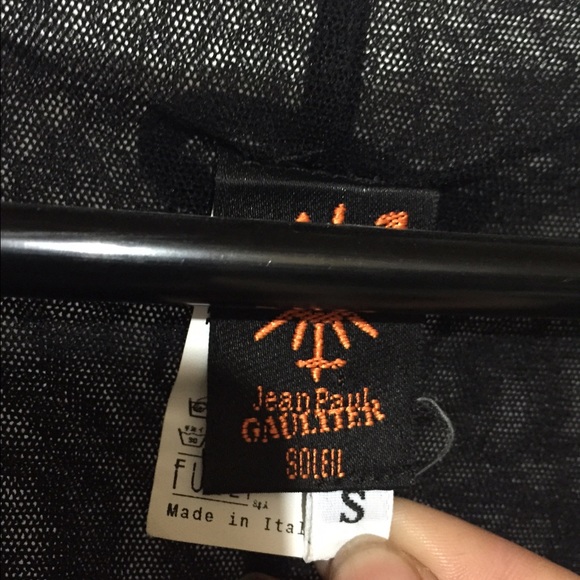 Jean Paul
GAULTIER
SOLEIL
FU
& i.
Made in Ital
S